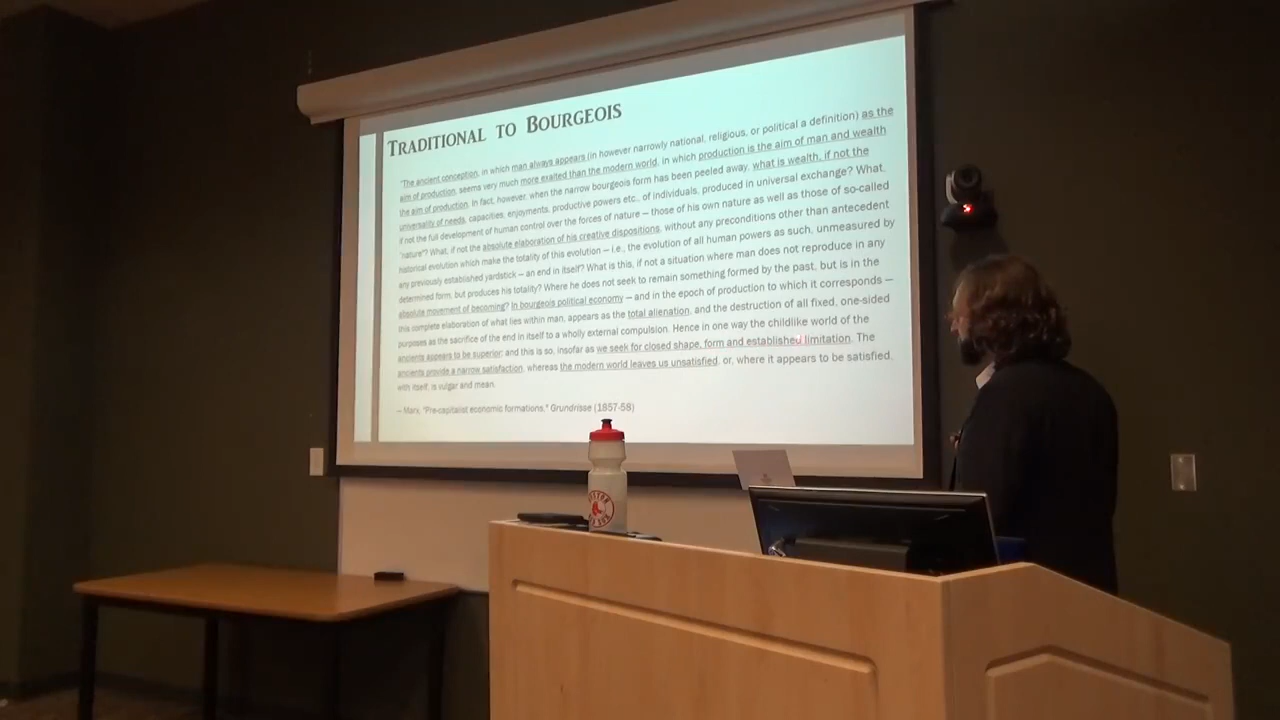 TRADITIONAL TO BOURGEOIS
"The ancient conception, in which man always appears (in however narrowly national, religious, or political a definition) as the
aim of production, seems very much more exalted than the modern world, in which production is the aim of man and wealth
the aim of production. In fact, however, when the narrow bourgeois form has been peeled away, what is wealth, if not the
universality of needs, capacities, enjoyments, productive powers etc., of individuals, produced in universal exchange? What,
if not the full development of human control over the forces of nature – those of his own nature as well as those of so-called
"nature"? What, if not the absolute elaboration of his creative dispositions, without any preconditions other than antecedent
historical evolution which make the totality of this evolution – i.e., the evolution of all human powers as such, unmeasured by
any previously established yardstick – an end in itself? What is this, if not a situation where man does not reproduce in any
determined form, but produces his totality? Where he does not seek to remain something formed by the past, but is in the
absolute movement of becoming? In bourgeois political economy – and in the epoch of production to which it corresponds –
this complete elaboration of what lies within man, appears as the total alienation, and the destruction of all fixed, one-sided
purposes as the sacrifice of the end in itself to a wholly external compulsion. Hence in one way the childlike world of the
ancients appears to be superior; and this is so, insofar as we seek for closed shape, form and established limitation. The
ancients provide a narrow satisfaction, whereas the modern world leaves us unsatisfied, or, where it appears to be satisfied,
with itself, is vulgar and mean.
– Marx, "Pre-capitalist economic formations," Grundrisse (1857-58)
BOSTON
RED SOX